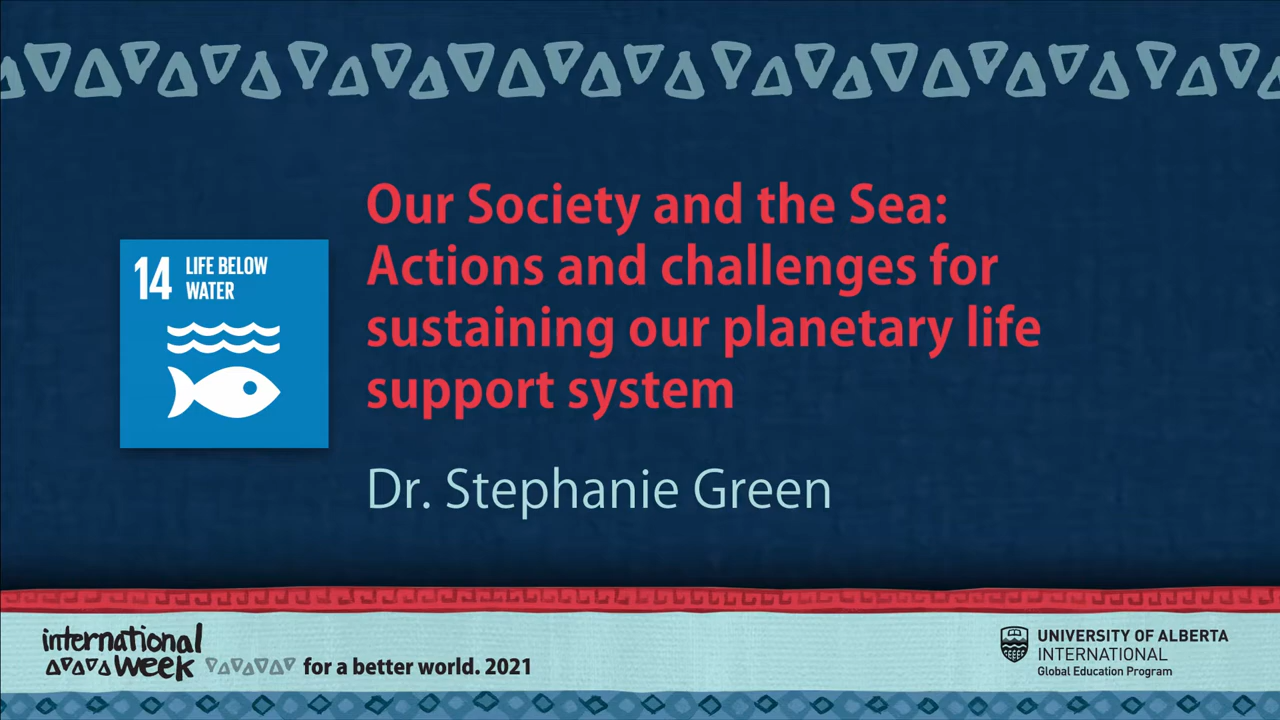 14 LIFE BELOW
WATER
Our Society and the Sea:
Actions and challenges for
sustaining our planetary life
support system
Dr. Stephanie Green
international
week for a better world. 2021
UNIVERSITY OF ALBERTA
INTERNATIONAL
Global Education Program